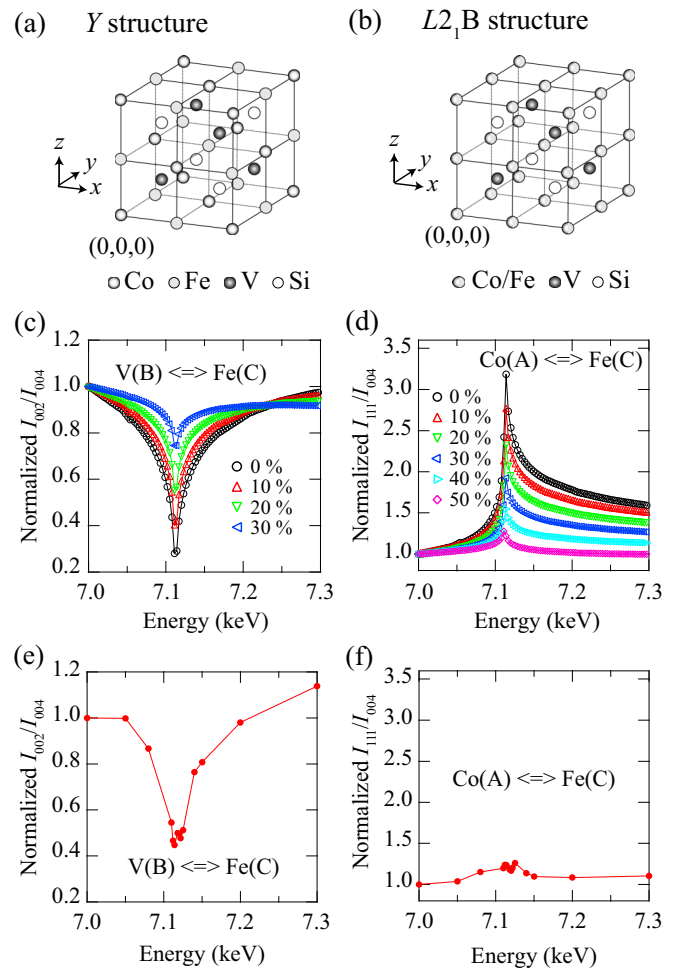 (a) Y structure
(b) L2₁B structure
z
y
x
(0,0,0)
Co Fe V Si
z
y
x
(0,0,0)
Co/Fe V Si
(c)
Normalized I₀₀₂/I₀₀₄
1.2
1.0
0.8
0.6
0.4
0.2
V(B) <=> Fe(C)
0 %
10 %
20 %
30 %
7.0 7.1 7.2 7.3
Energy (keV)
(d)
Normalized I₁₁₁/I₀₀₄
3.5
3.0
2.5
2.0
1.5
1.0
Co(A) <=> Fe(C)
0 %
10 %
20 %
30 %
40 %
50 %
7.0 7.1 7.2 7.3
Energy (keV)
(e)
Normalized I₀₀₂/I₀₀₄
1.2
1.0
0.8
0.6
0.4
0.2
V(B) <=> Fe(C)
7.0 7.1 7.2 7.3
Energy (keV)
(f)
Normalized I₁₁₁/I₀₀₄
3.5
3.0
2.5
2.0
1.5
1.0
Co(A) <=> Fe(C)
7.0 7.1 7.2 7.3
Energy (keV)